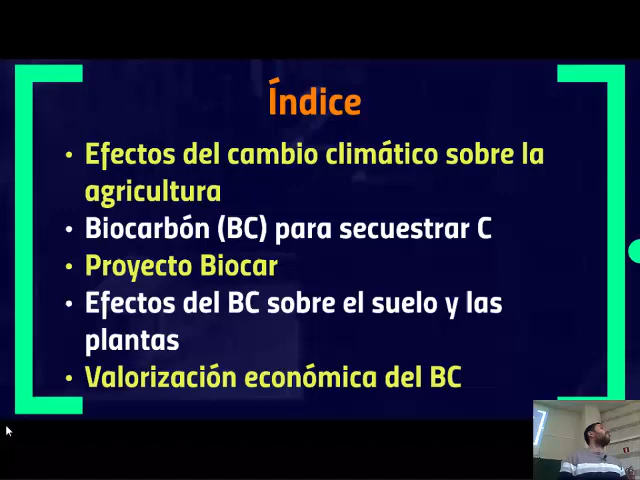 Índice
• Efectos del cambio climático sobre la
agricultura
• Biocarbón (BC) para secuestrar C
• Proyecto Biocar
• Efectos del BC sobre el suelo y las
plantas
• Valorización económica del BC